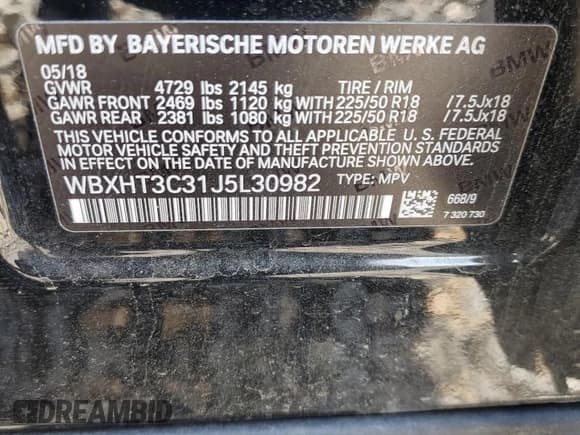 MFD BY BAYERISCHE MOTOREN WERKE AG
05/18
GVWR 4729 lbs 2145 kg TIRE / RIM
GAWR FRONT 2469 lbs 1120 kg WITH 225/50 R18 /7.5Jx18
GAWR REAR 2381 lbs 1080 kg WITH 225/50 R18 /7.5Jx18
THIS VEHICLE CONFORMS TO ALL APPLICABLE U. S. FEDERAL
MOTOR VEHICLE SAFETY, BUMPER, AND THEFT PREVENTION
STANDARDS IN EFFECT ON THE DATE OF MANUFACTURE SHOWN ABOVE.
WBXHT3C31J5L30982 TYPE: MPV
668/9
7 320 730
DREAMBID